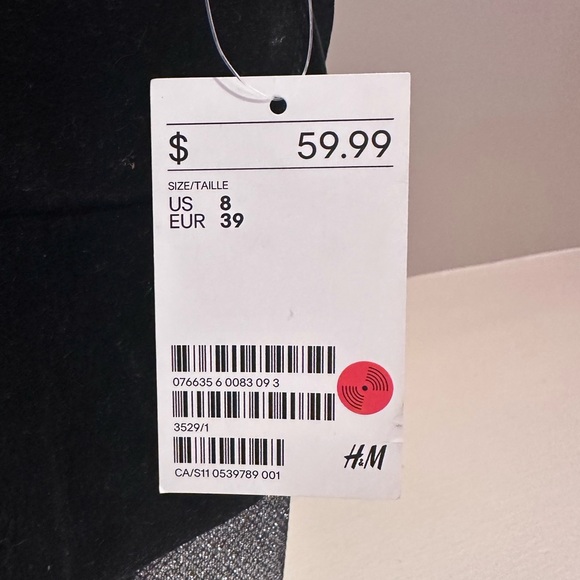 $ 59.99
SIZE/TAILLE
US 8
EUR 39
076635 6 0083 09 3
3529/1
CA/S11 0539789 001
H&M